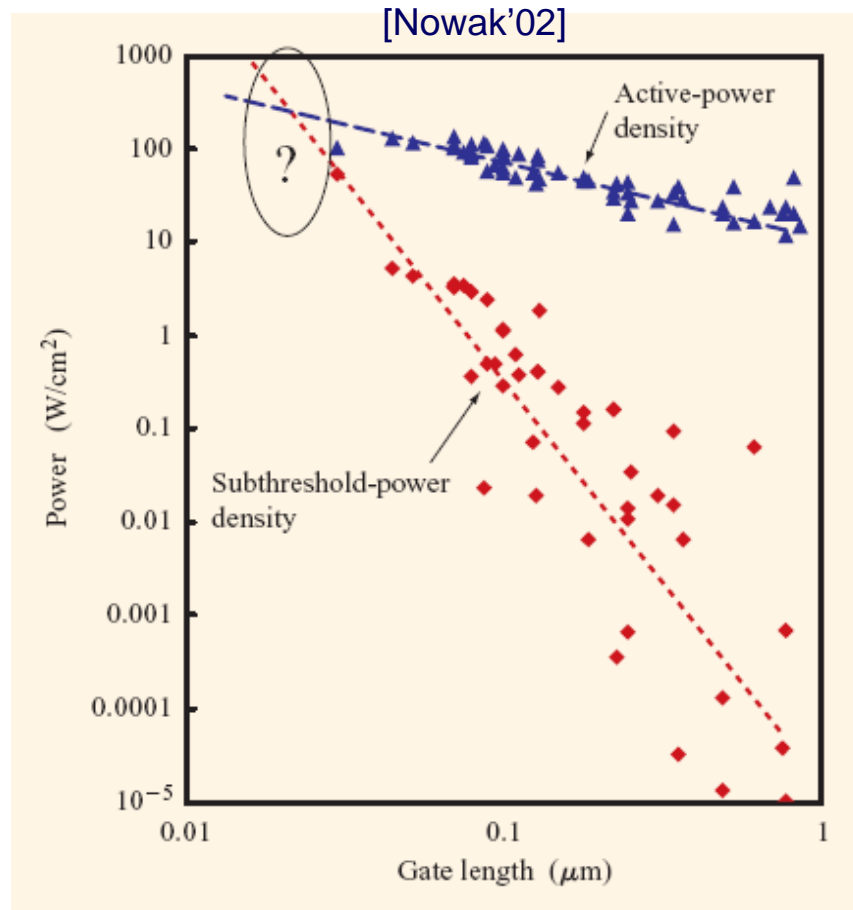 [Nowak'02]
1000
100
10
1
0.1
0.01
0.001
0.0001
10⁻⁵
Power (W/cm²)
Active-power
density
?
Subthreshold-power
density
0.01
0.1
1
Gate length (μm)